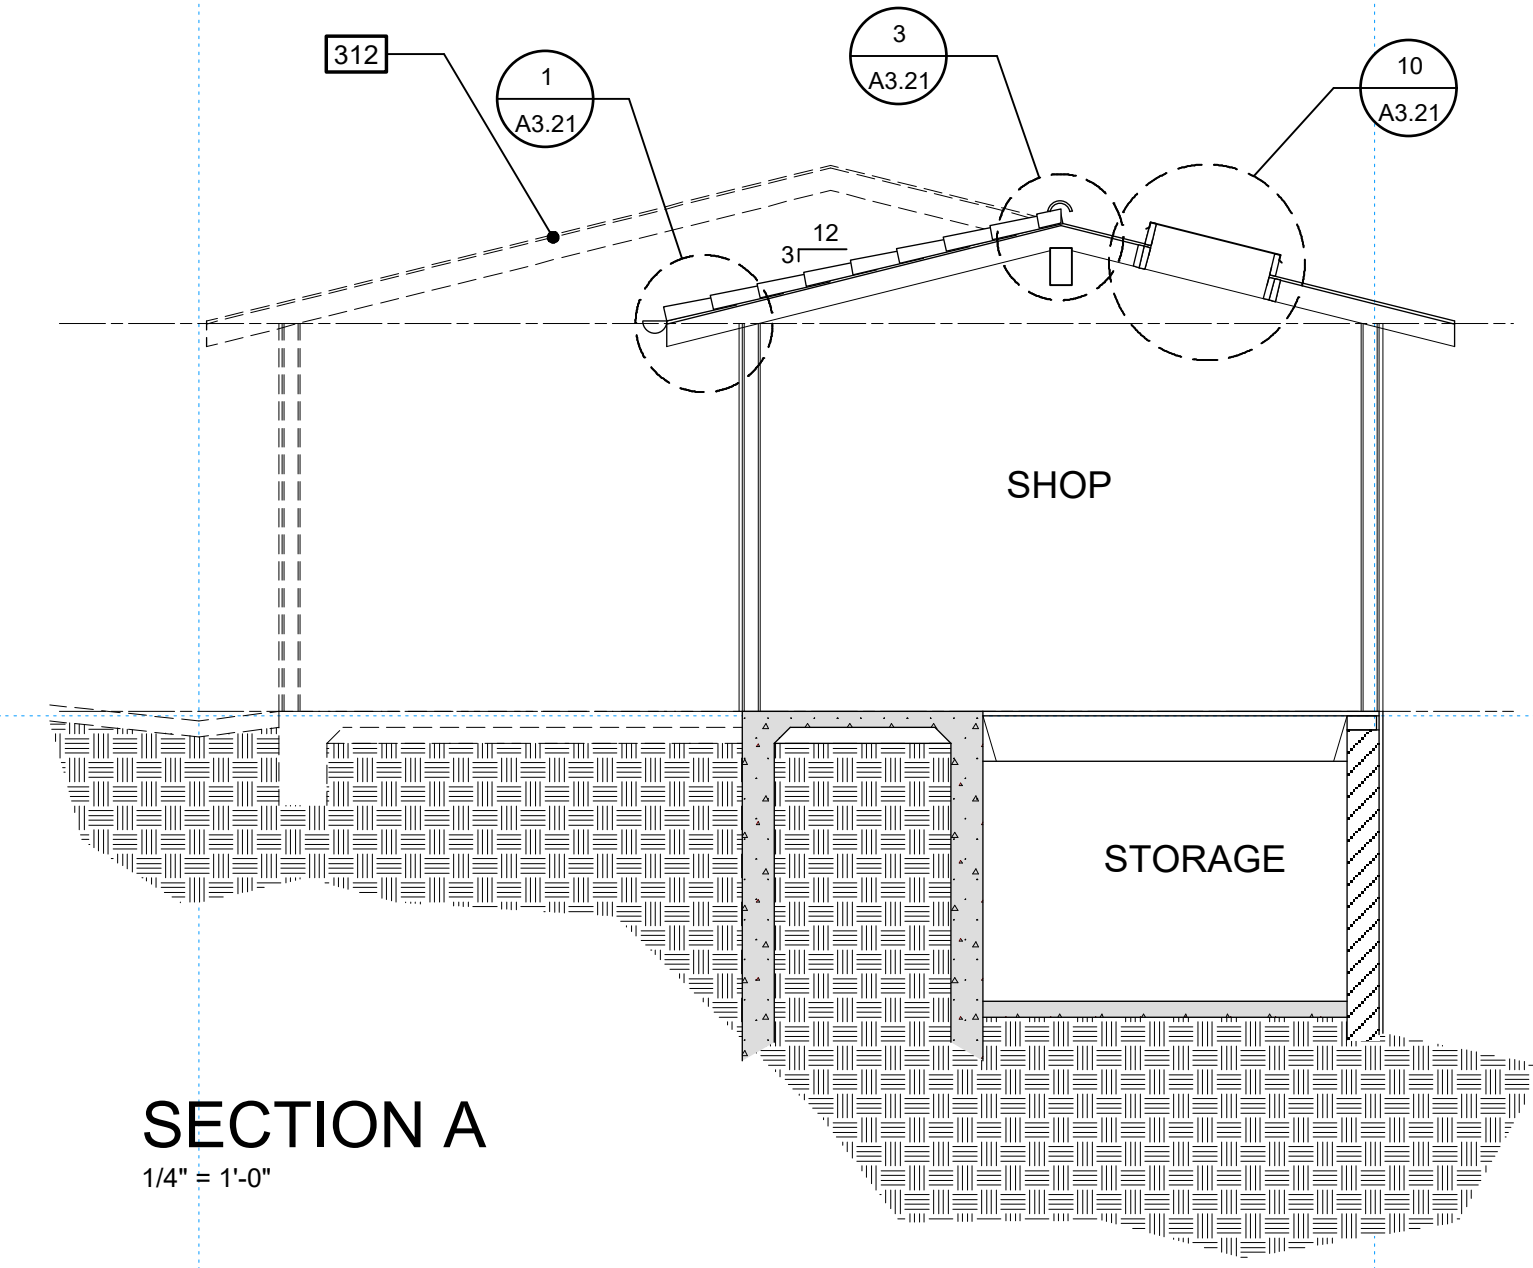 312
1
A3.21
3
A3.21
10
A3.21
12
3
SHOP
STORAGE
SECTION A
1/4" = 1'-0"